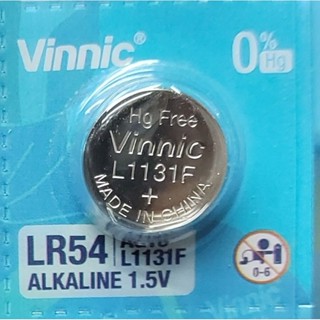 Vinnic®
0%
Hg
Hg Free
Vinnic
L1131F
+
MADE IN CHINA
LR54
L1131F
ALKALINE 1.5V
0-6